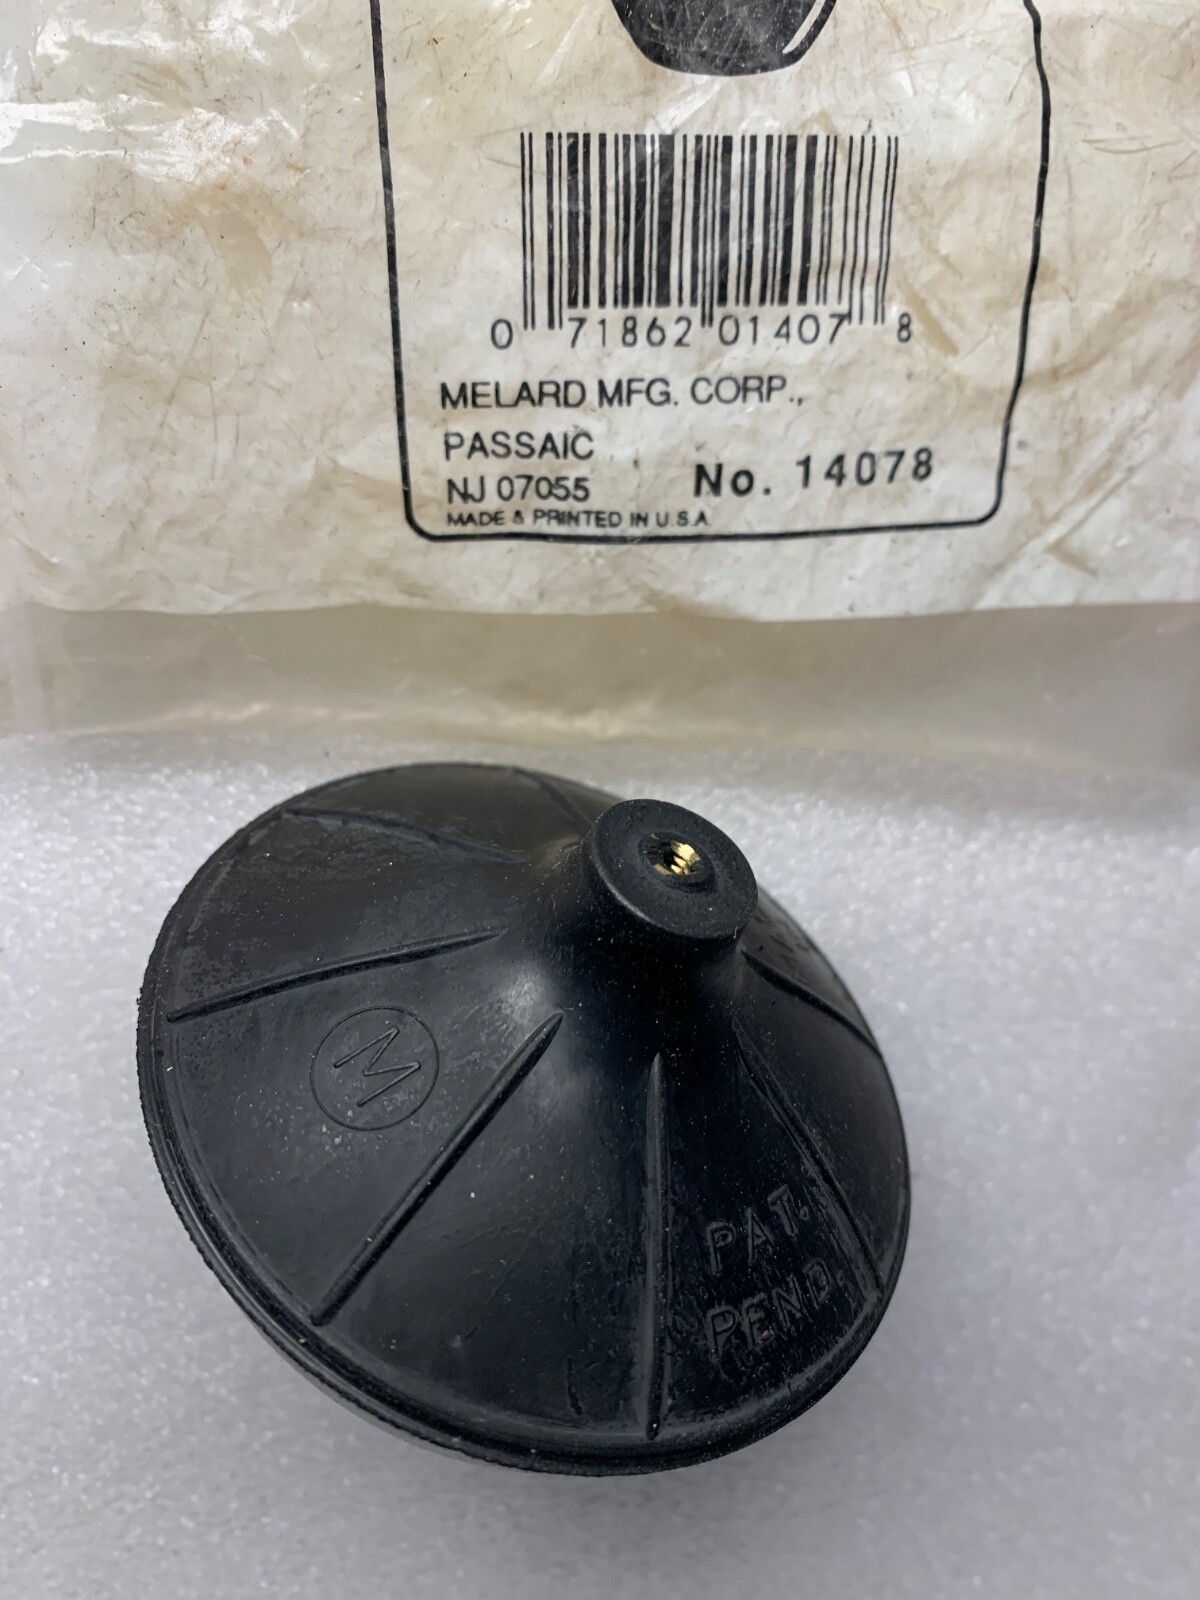 0 71862 01407 8
MELARD MFG. CORP.,
PASSAIC
NJ 07055 No. 14078
MADE & PRINTED IN U.S.A.
M
PAT.
PEND.